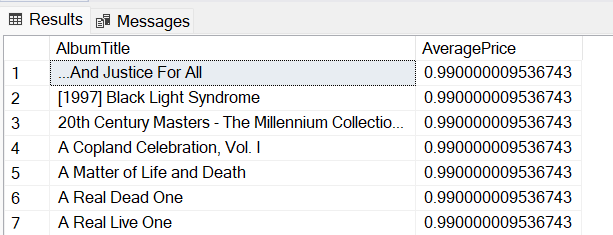 Results Messages
AlbumTitle AveragePrice
1 ...And Justice For All 0.990000009536743
2 [1997] Black Light Syndrome 0.990000009536743
3 20th Century Masters - The Millennium Collectio... 0.990000009536743
4 A Copland Celebration, Vol. I 0.990000009536743
5 A Matter of Life and Death 0.990000009536743
6 A Real Dead One 0.990000009536743
7 A Real Live One 0.990000009536743